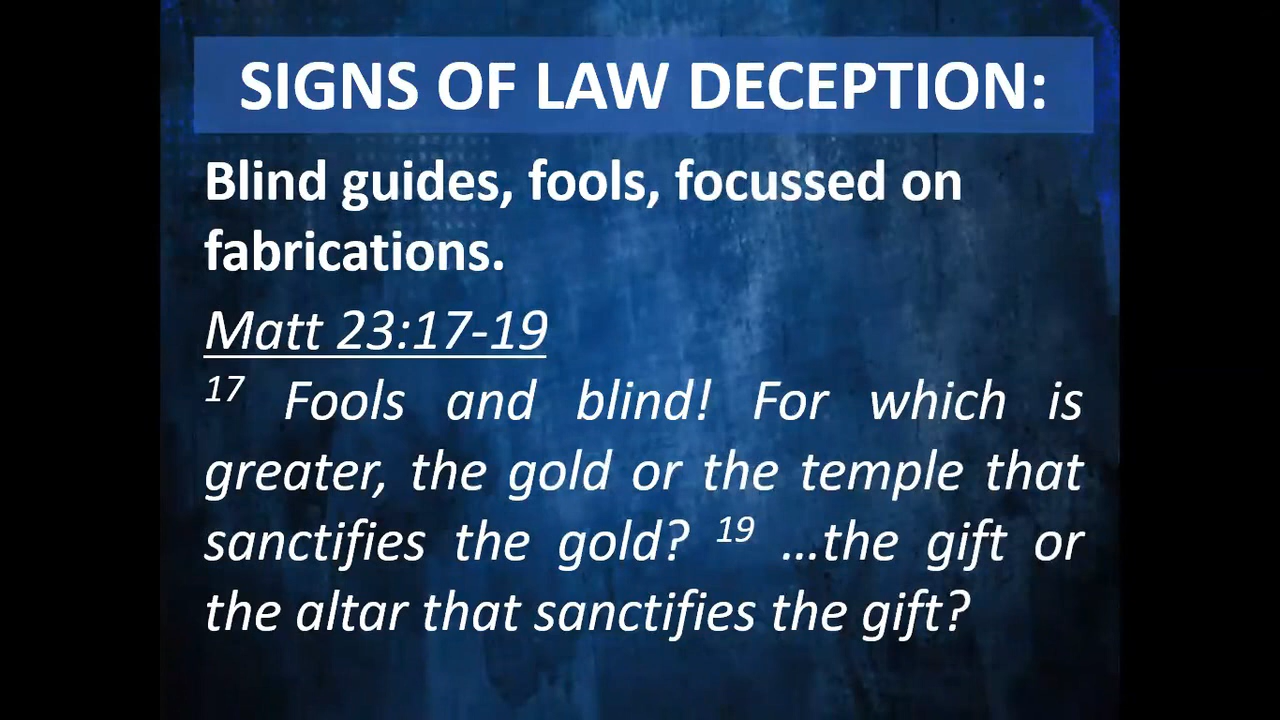 SIGNS OF LAW DECEPTION:
Blind guides, fools, focussed on
fabrications.
Matt 23:17-19
17 Fools and blind! For which is
greater, the gold or the temple that
sanctifies the gold? 19 …the gift or
the altar that sanctifies the gift?